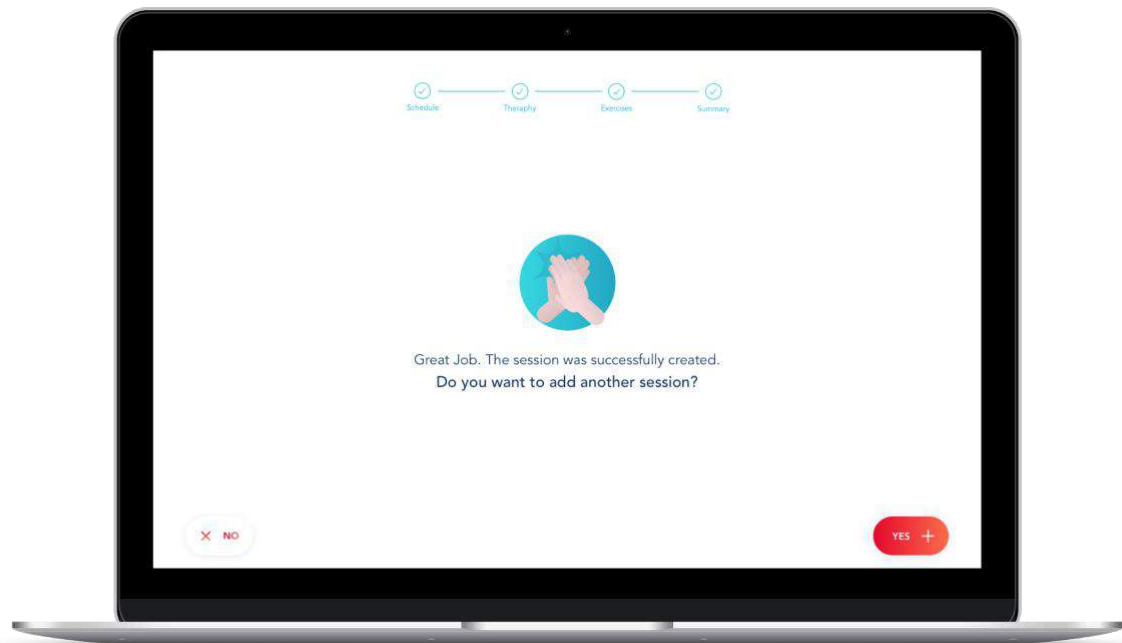 Schedule
Theraphy
Exercises
Summary
Great Job. The session was successfully created.
Do you want to add another session?
NO
YES